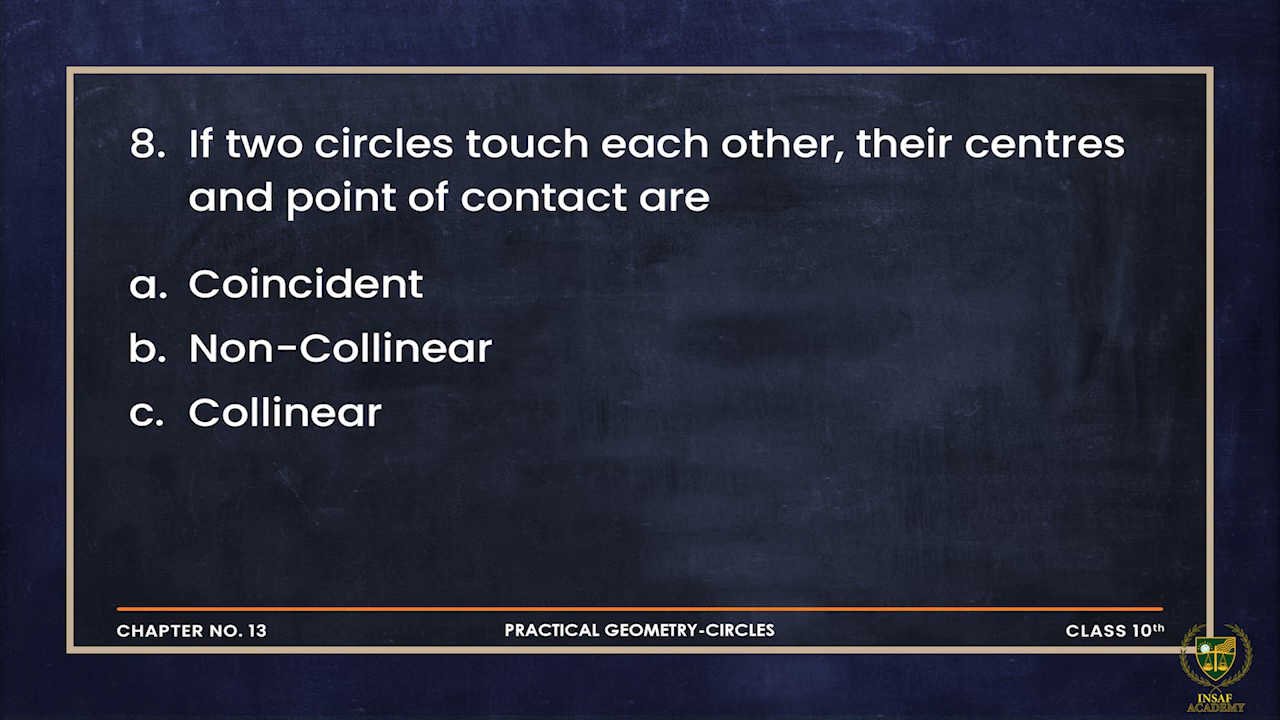 8. If two circles touch each other, their centres
and point of contact are
a. Coincident
b. Non-Collinear
c. Collinear
CHAPTER NO. 13
PRACTICAL GEOMETRY-CIRCLES
CLASS 10th
INSAF
ACADEMY